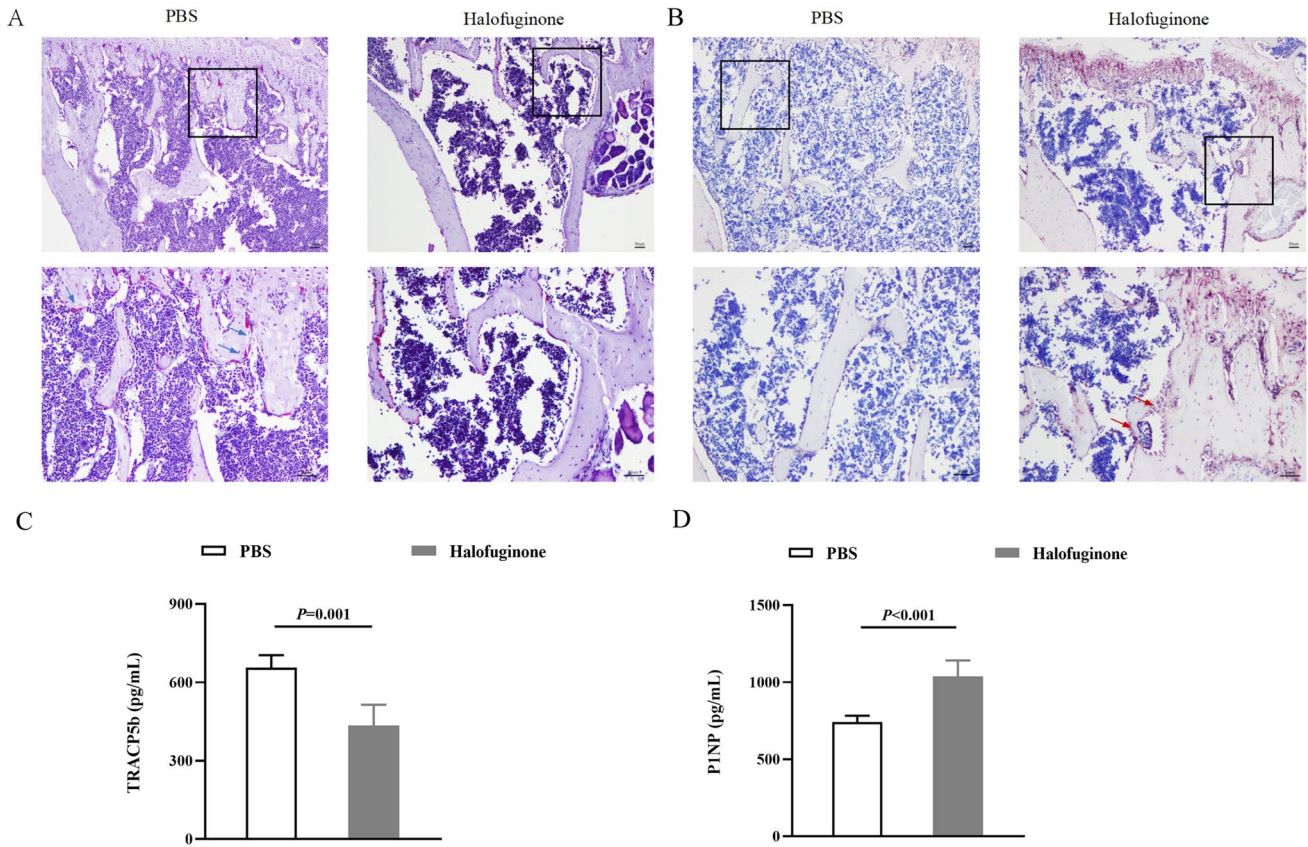 A
PBS
Halofuginone
B
PBS
Halofuginone
C
PBS
Halofuginone
900
600
300
0
TRACP5b (pg/mL)
P=0.001
D
PBS
Halofuginone
1500
1000
500
0
P1NP (pg/mL)
P<0.001